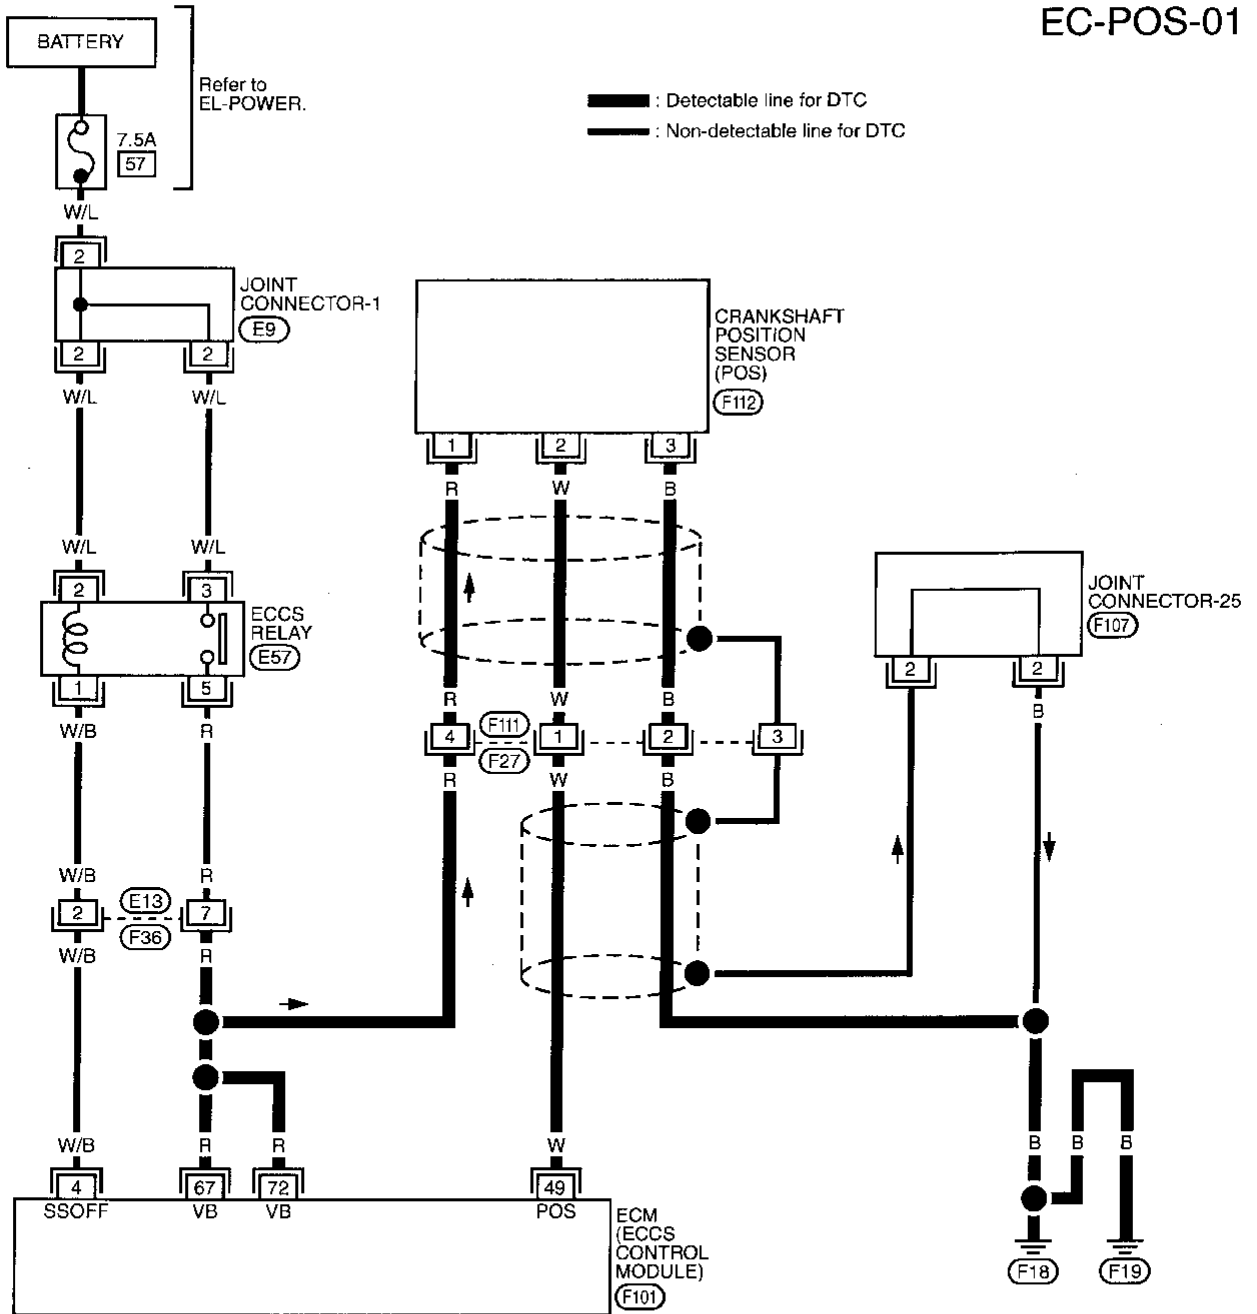 EC-POS-01
BATTERY
Refer to
EL-POWER.
7.5A
57
: Detectable line for DTC
: Non-detectable line for DTC
W/L
2
JOINT
CONNECTOR-1
E9
2 2
W/L W/L
CRANKSHAFT
POSITION
SENSOR
(POS)
F112
1 2 3
R W B
W/L W/L
2 3
ECCS
RELAY
E57
1 5
W/B R
JOINT
CONNECTOR-25
F107
2 2
B
R W B
4 F111 1 2 3
F27
R W B
W/B R
2 E13 7
F36
W/B R
W/B R R W B B B
4 67 72 49
SSOFF VB VB POS
ECM
(ECCS
CONTROL
MODULE)
F101
F18 F19